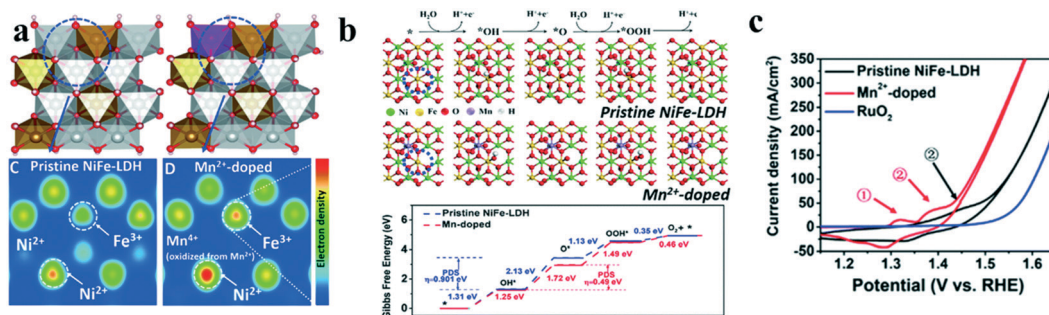 a
C Pristine NiFe-LDH
Ni²⁺
Fe³⁺
Ni²⁺
D Mn²⁺-doped
Mn⁴⁺
(oxidized from Mn²⁺)
Fe³⁺
Ni²⁺
Electron density
b
H₂O H⁺+e⁻ H⁺+e⁻ H₂O H⁺+e⁻ H⁺+e
* *OH *O *OOH *
Ni Fe O Mn H
Pristine NiFe-LDH
Mn²⁺-doped
Gibbs Free Energy (eV)
6
4
2
0
Pristine NiFe-LDH
Mn-doped
PDS
η=0.901 eV
1.31 eV
*
OH*
1.25 eV
2.13 eV
O*
1.72 eV
1.13 eV
OOH*
1.49 eV
PDS
η=0.49 eV
0.35 eV
O₂+ *
0.46 eV
c
Current density (mA/cm²)
350
300
250
200
150
100
50
0
-50
Pristine NiFe-LDH
Mn²⁺-doped
RuO₂
①
②
②
1.2 1.3 1.4 1.5 1.6
Potential (V vs. RHE)